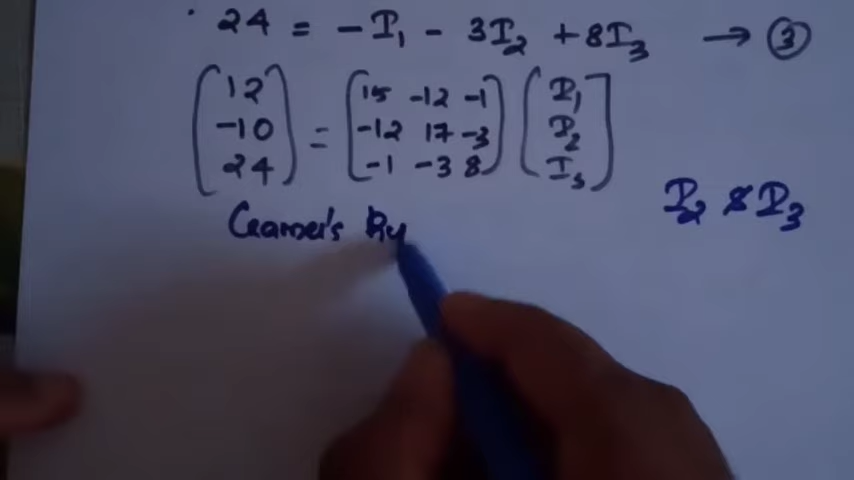 24 = -I₁ - 3I₂ + 8I₃ → ③
(12 -10 24) = (15 -12 -1 -12 17 -3 -1 -3 8) (I₁ I₂ I₃)
I₂ & I₃
Cramer's Ru